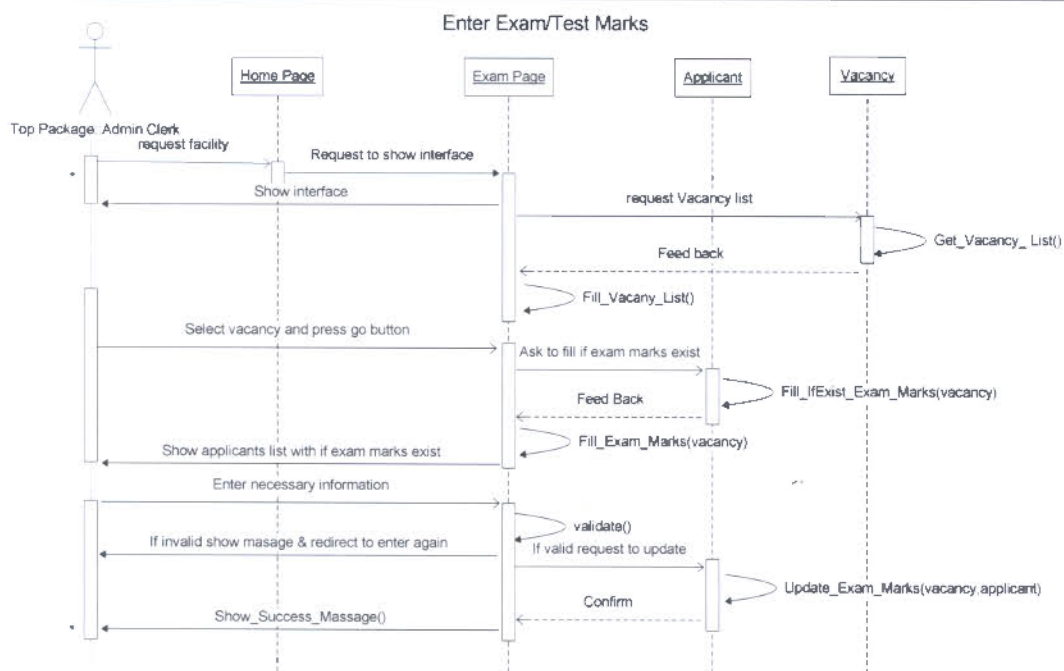 Enter Exam/Test Marks
Home Page
Exam Page
Applicant
Vacancy
Top Package::Admin Clerk
request facility
Request to show interface
Show interface
request Vacancy list
Get_Vacancy_ List()
Feed back
Fill_Vacany_List()
Select vacancy and press go button
Ask to fill if exam marks exist
Fill_IfExist_Exam_Marks(vacancy)
Feed Back
Fill_Exam_Marks(vacancy)
Show applicants list with if exam marks exist
Enter necessary information
validate()
If invalid show masage & redirect to enter again
If valid request to update
Update_Exam_Marks(vacancy,applicant)
Confirm
Show_Success_Massage()